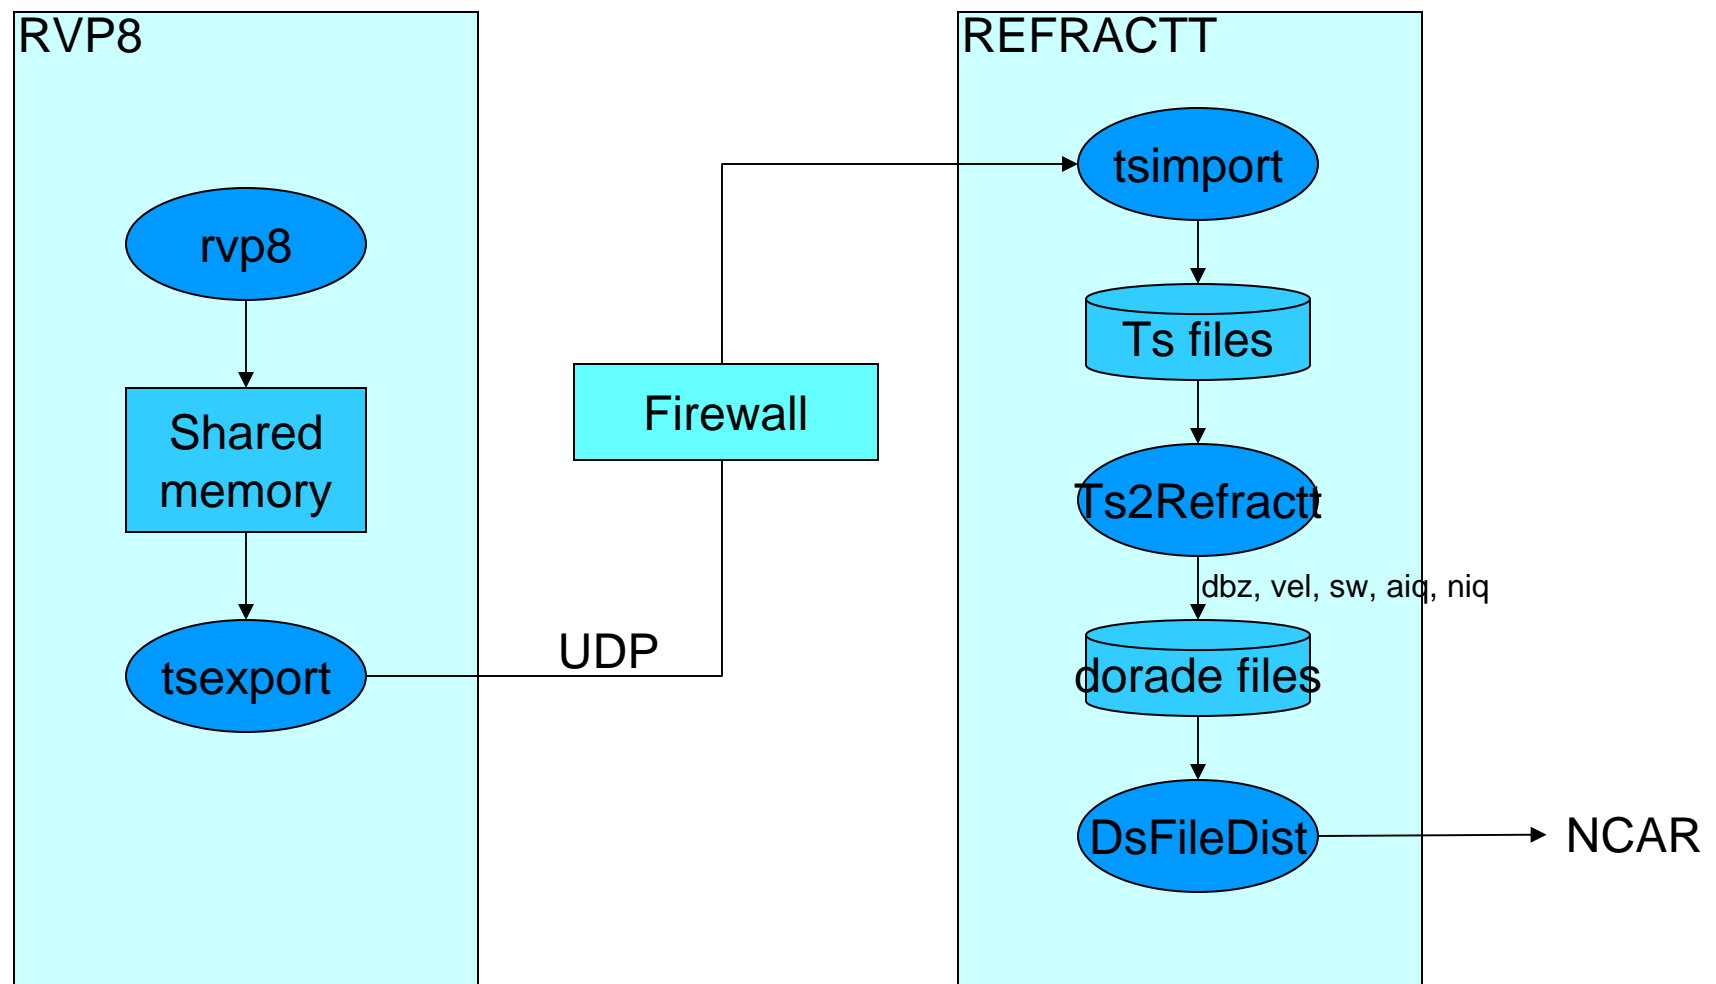 RVP8
rvp8
Shared
memory
tsexport
UDP
Firewall
REFRACTT
tsimport
Ts files
Ts2Refractt
dbz, vel, sw, aiq, niq
dorade files
DsFileDist
NCAR